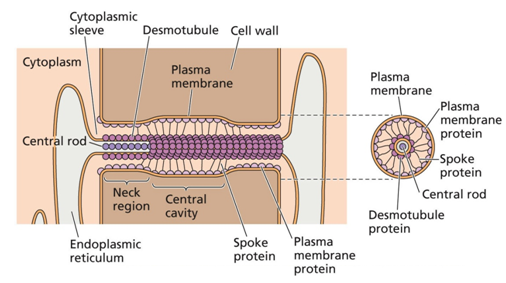 Cytoplasmic
sleeve
Desmotubule
Cell wall
Cytoplasm
Plasma
membrane
Central rod
Neck
region
Central
cavity
Endoplasmic
reticulum
Spoke
protein
Plasma
membrane
protein
Plasma
membrane
Plasma
membrane
protein
Spoke
protein
Central rod
Desmotubule
protein